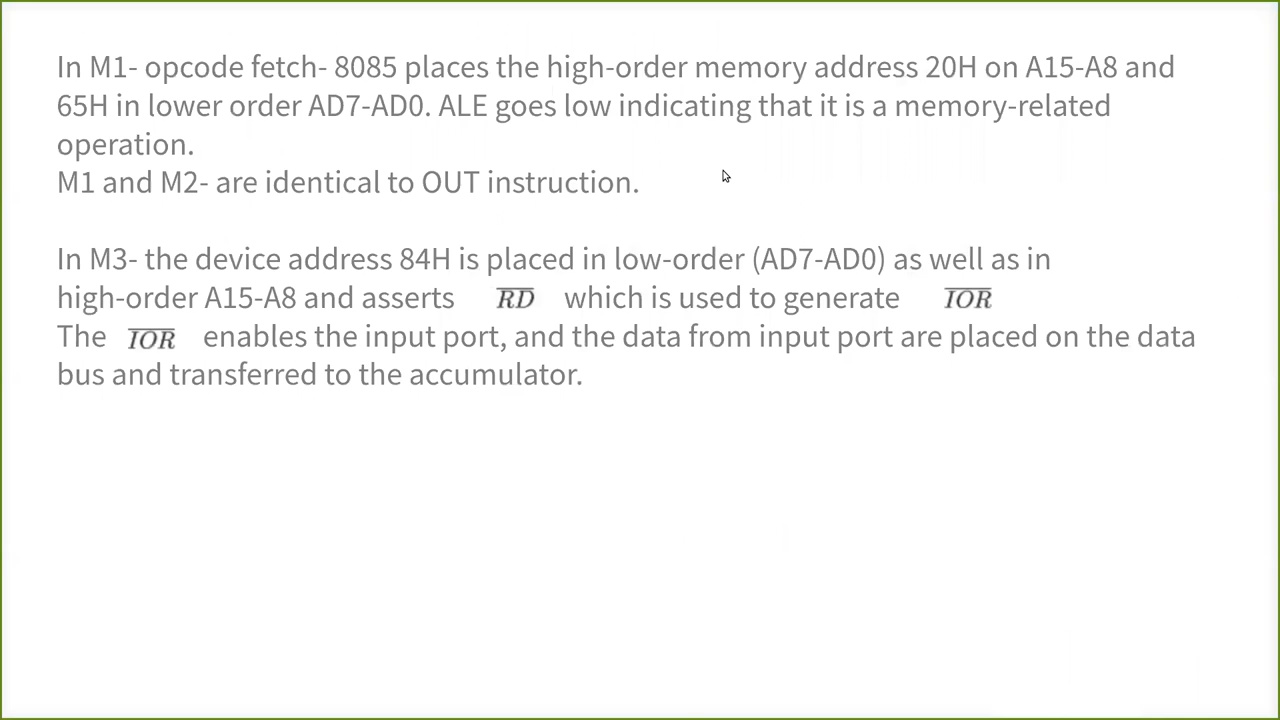 In M1- opcode fetch- 8085 places the high-order memory address 20H on A15-A8 and
65H in lower order AD7-AD0. ALE goes low indicating that it is a memory-related
operation.
M1 and M2- are identical to OUT instruction.
In M3- the device address 84H is placed in low-order (AD7-AD0) as well as in
high-order A15-A8 and asserts R̅D̅ which is used to generate I̅O̅R̅
The I̅O̅R̅ enables the input port, and the data from input port are placed on the data
bus and transferred to the accumulator.